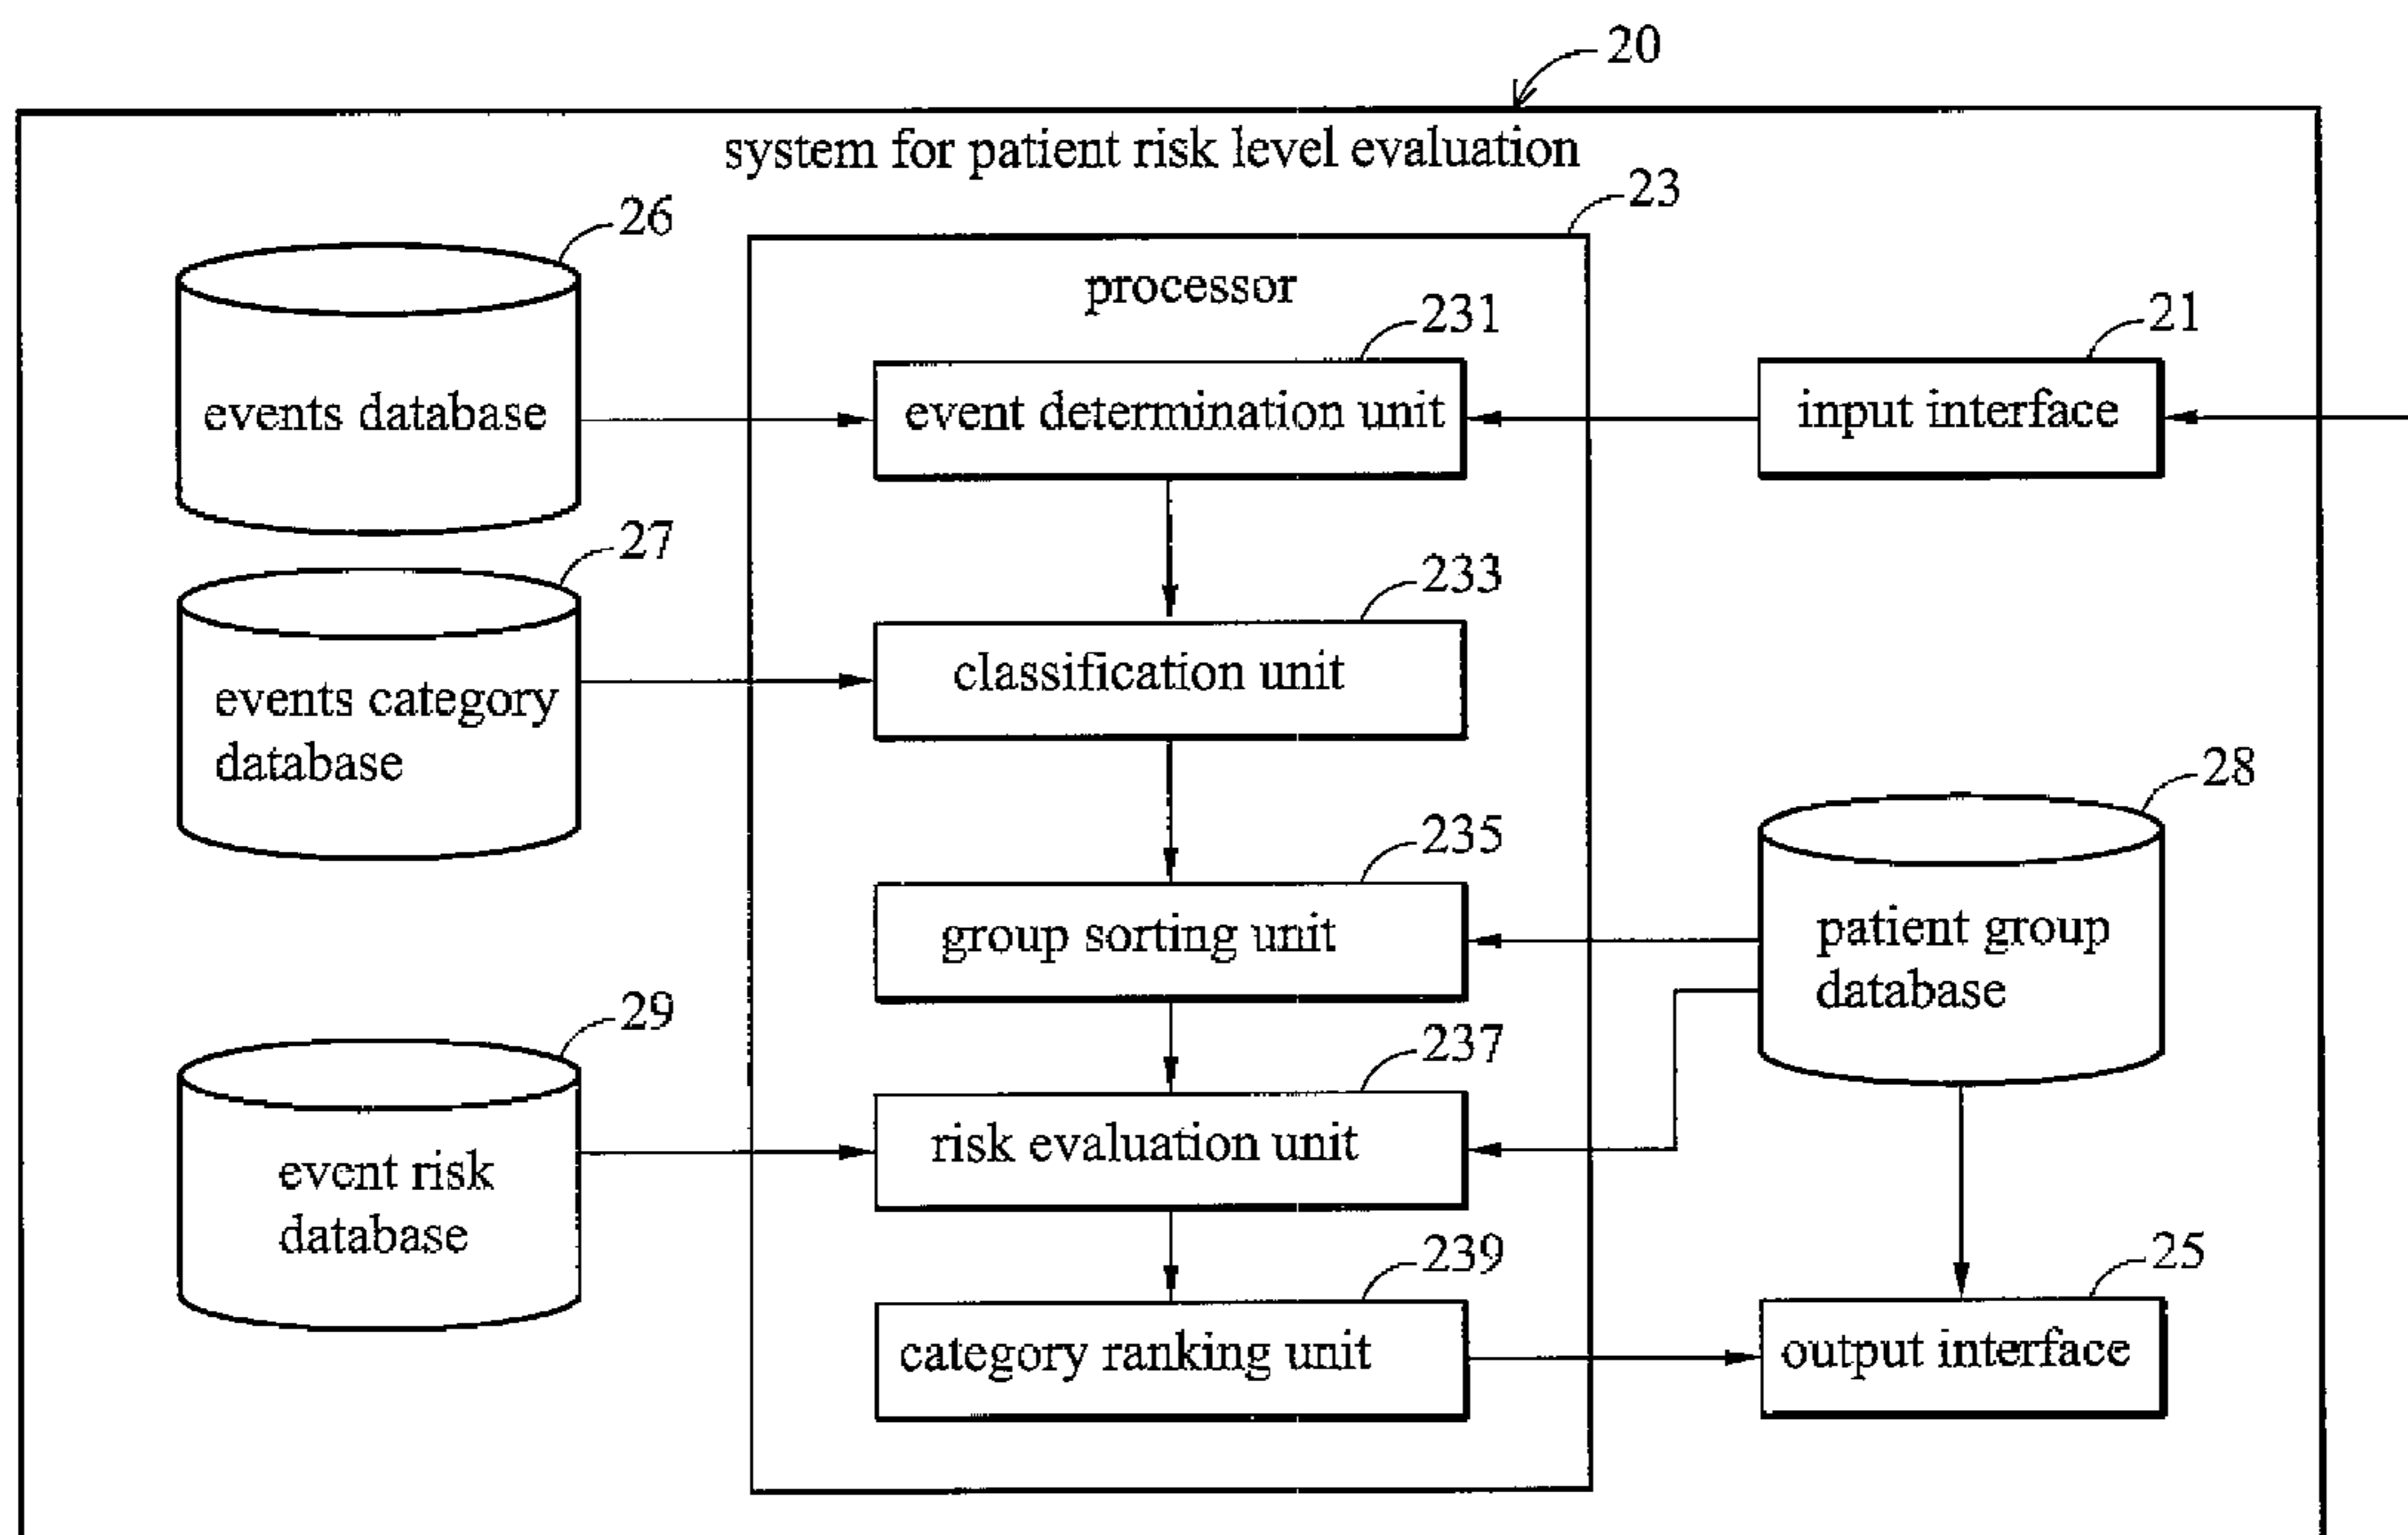 20
system for patient risk level evaluation
23
26
processor
231
21
events database
event determination unit
input interface
27
233
events category
database
classification unit
28
235
group sorting unit
patient group
database
29
237
event risk
database
risk evaluation unit
239
25
category ranking unit
output interface